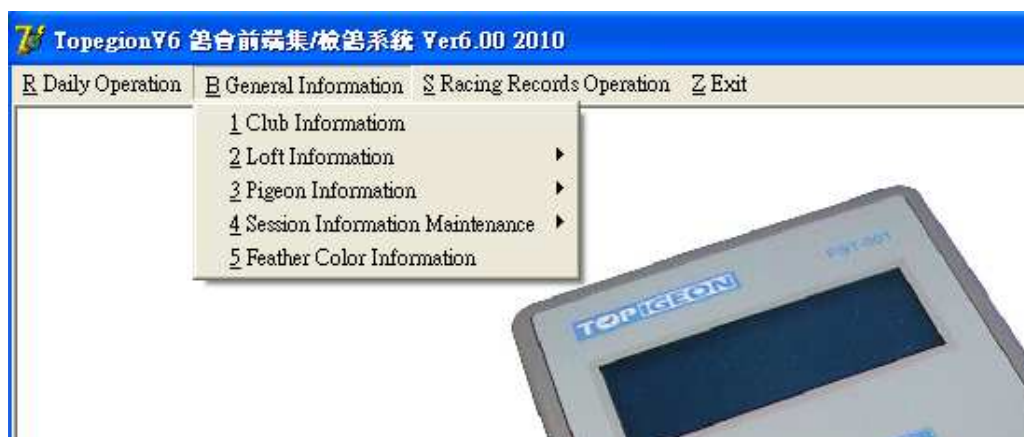 TopegionV6 鴿會前端集/檢鴿系統 Ver6.00 2010
R Daily Operation B General Information S Racing Records Operation Z Exit
1 Club Informatiom
2 Loft Information
3 Pigeon Information
4 Session Information Maintenance
5 Feather Color Information
TOPIGEON